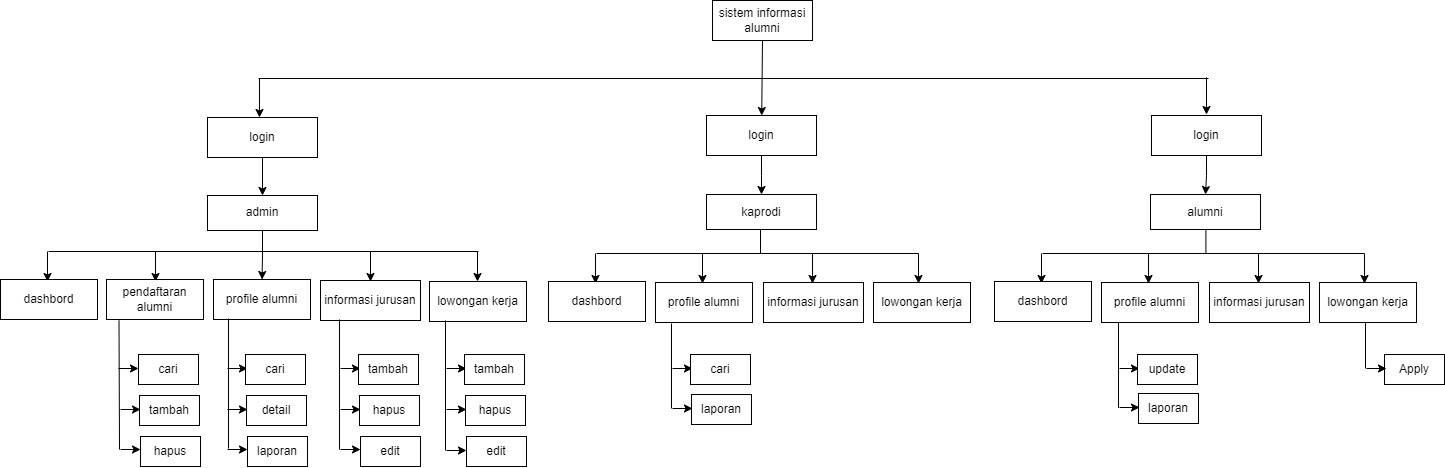 sistem informasi
alumni
login
login
login
admin
kaprodi
alumni
dashbord
pendaftaran
alumni
profile alumni
informasi jurusan
lowongan kerja
dashbord
profile alumni
informasi jurusan
lowongan kerja
dashbord
profile alumni
informasi jurusan
lowongan kerja
cari
cari
tambah
tambah
cari
update
Apply
tambah
detail
hapus
hapus
laporan
laporan
hapus
laporan
edit
edit